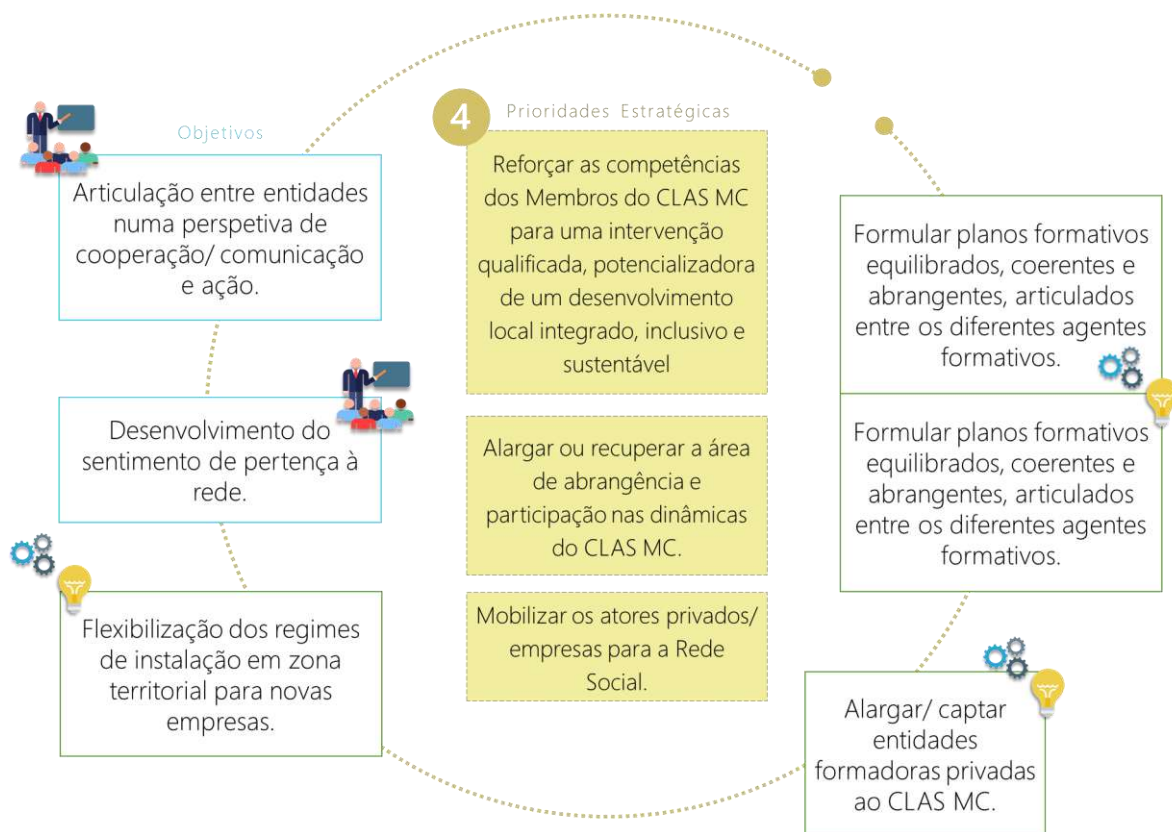 Objetivos
Articulação entre entidades
numa perspetiva de
cooperação/ comunicação
e ação.
Desenvolvimento do
sentimento de pertença à
rede.
Flexibilização dos regimes
de instalação em zona
territorial para novas
empresas.
4
Prioridades Estratégicas
Reforçar as competências
dos Membros do CLAS MC
para uma intervenção
qualificada, potencializadora
de um desenvolvimento
local integrado, inclusivo e
sustentável
Alargar ou recuperar a área
de abrangência e
participação nas dinâmicas
do CLAS MC.
Mobilizar os atores privados/
empresas para a Rede
Social.
Formular planos formativos
equilibrados, coerentes e
abrangentes, articulados
entre os diferentes agentes
formativos.
Formular planos formativos
equilibrados, coerentes e
abrangentes, articulados
entre os diferentes agentes
formativos.
Alargar/ captar
entidades
formadoras privadas
ao CLAS MC.